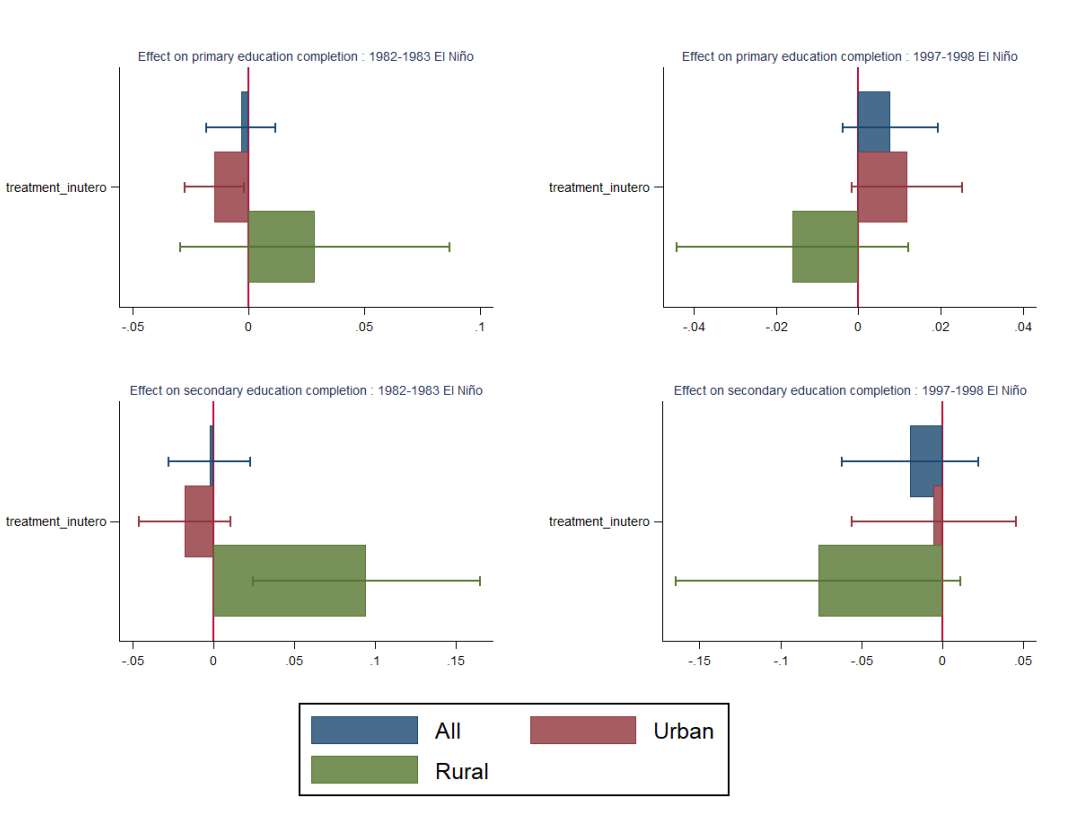 Effect on primary education completion : 1982-1983 El Niño
treatment_inutero
-.05 0 .05 .1
Effect on primary education completion : 1997-1998 El Niño
treatment_inutero
-.04 -.02 0 .02 .04
Effect on secondary education completion : 1982-1983 El Niño
treatment_inutero
-.05 0 .05 .1 .15
Effect on secondary education completion : 1997-1998 El Niño
treatment_inutero
-.15 -.1 -.05 0 .05
All Urban
Rural